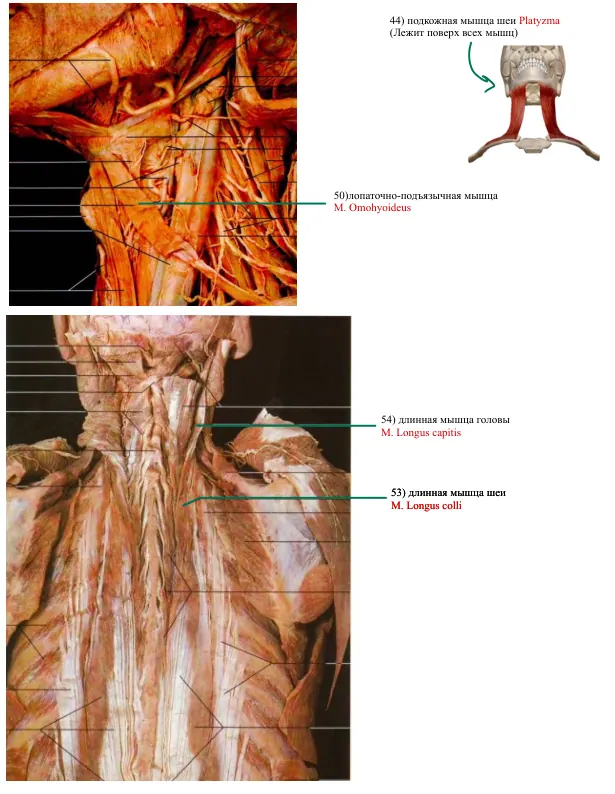 44) подкожная мышца шеи Platyzma
(Лежит поверх всех мышц)
50)лопаточно-подъязычная мышца
M. Omohyoideus
54) длинная мышца головы
M. Longus capitis
53) длинная мышца шеи
M. Longus colli